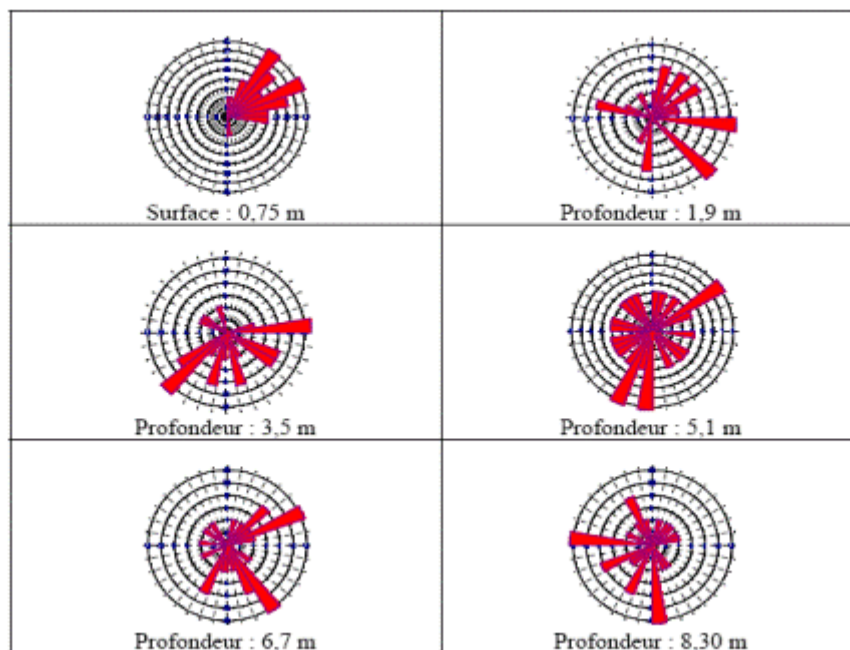 Surface : 0,75 m
Profondeur : 1,9 m
Profondeur : 3,5 m
Profondeur : 5,1 m
Profondeur : 6,7 m
Profondeur : 8,30 m